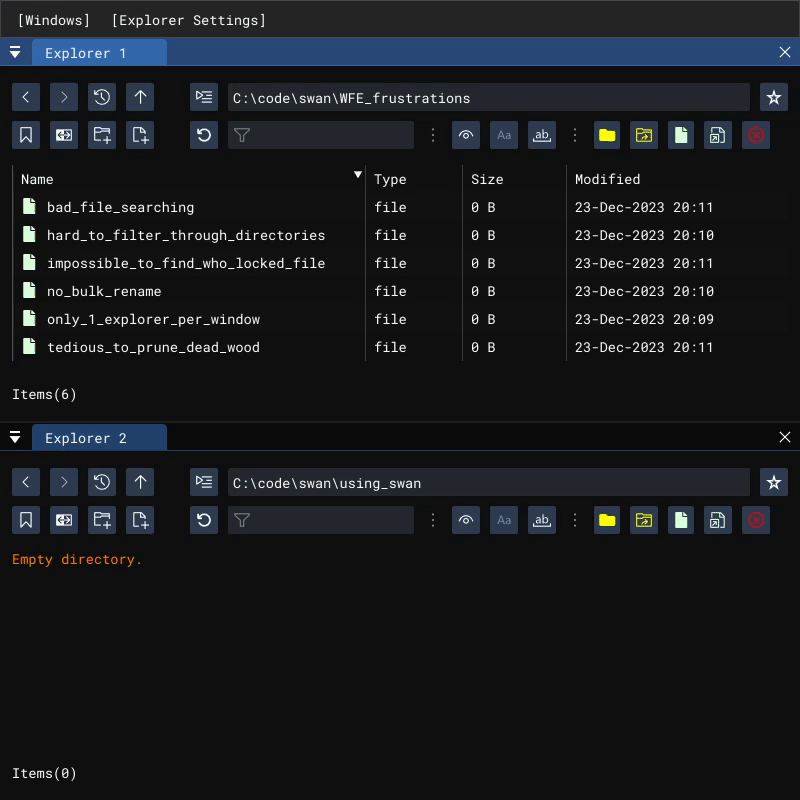 [Windows] [Explorer Settings]
Explorer 1
C:\code\swan\WFE_frustrations
Aa ab
Name Type Size Modified
bad_file_searching file 0 B 23-Dec-2023 20:11
hard_to_filter_through_directories file 0 B 23-Dec-2023 20:10
impossible_to_find_who_locked_file file 0 B 23-Dec-2023 20:11
no_bulk_rename file 0 B 23-Dec-2023 20:10
only_1_explorer_per_window file 0 B 23-Dec-2023 20:09
tedious_to_prune_dead_wood file 0 B 23-Dec-2023 20:11
Items(6)
Explorer 2
C:\code\swan\using_swan
Aa ab
Empty directory.
Items(0)